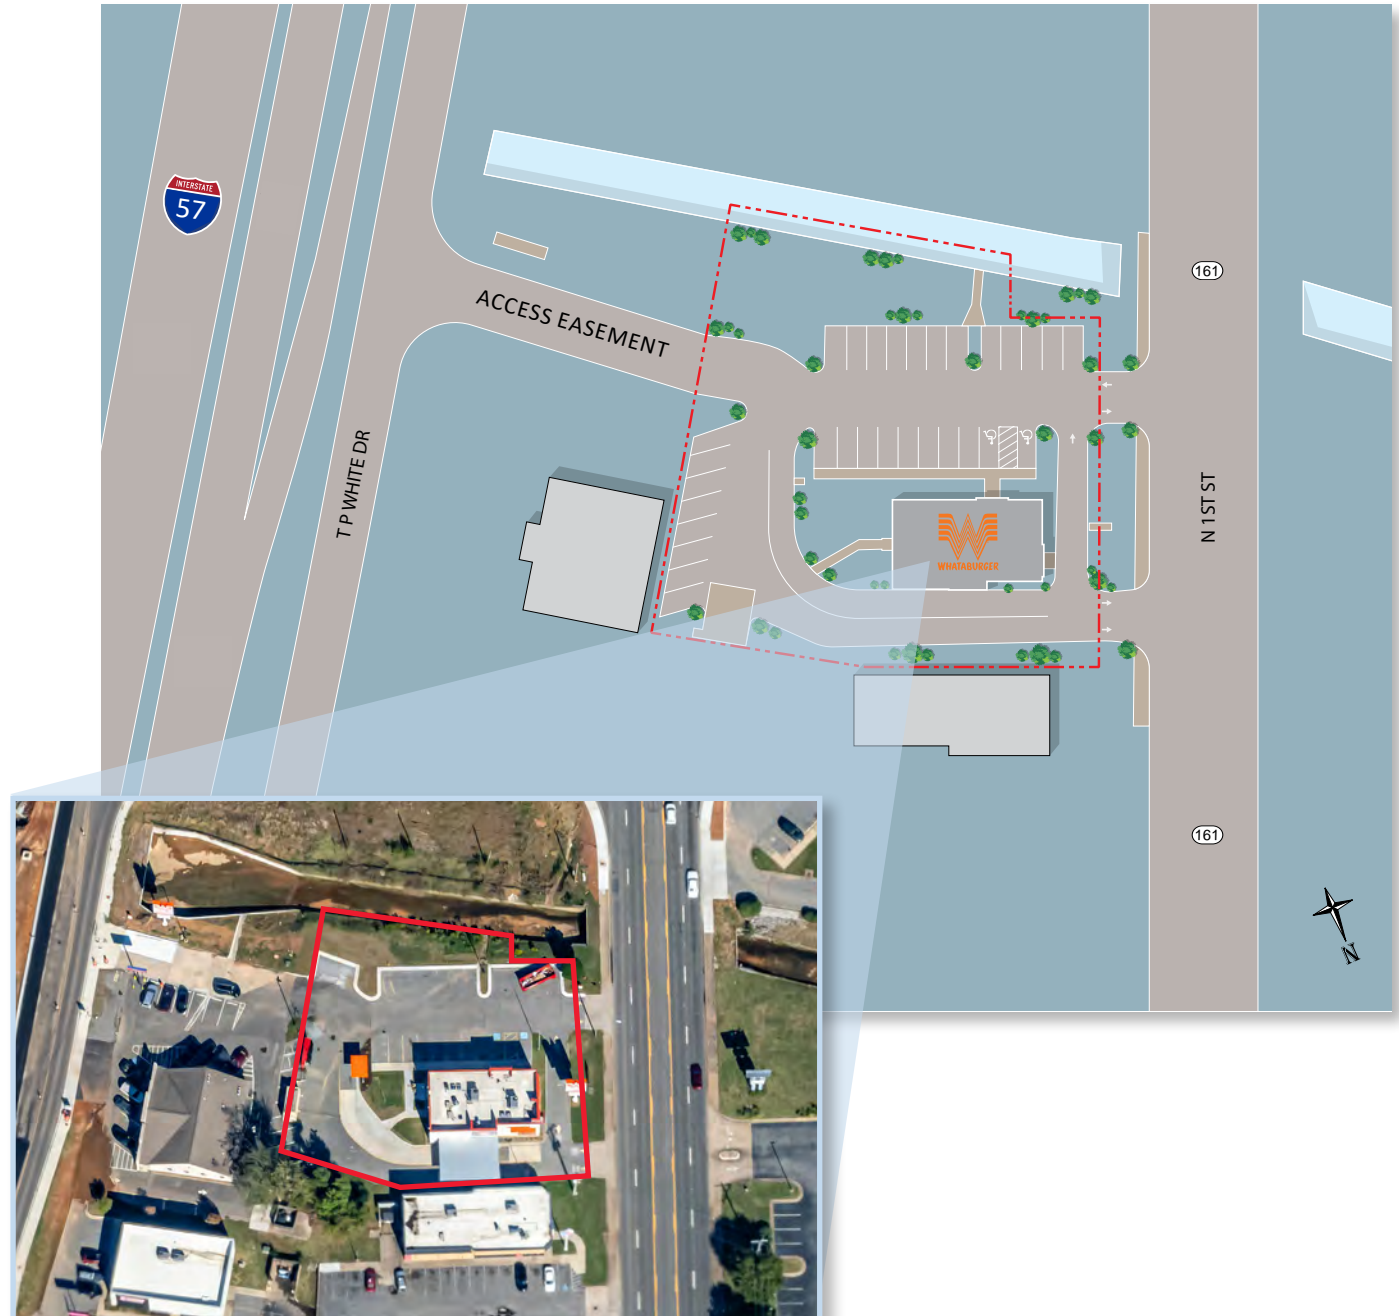 INTERSTATE
57
161
ACCESS EASEMENT
T P WHITE DR
N 1ST ST
WHATABURGER
161
N